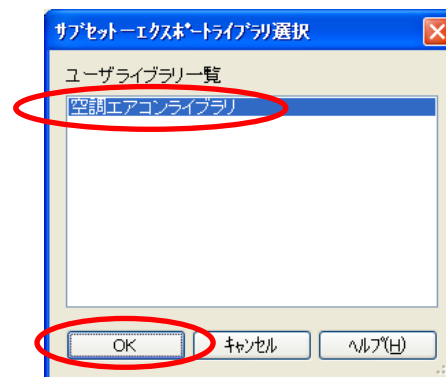 ｻﾌﾞｾｯﾄーｴｸｽﾎﾟｰﾄﾗｲﾌﾞﾗﾘ選択
ユーザライブラリ一覧
空調エアコンライブラリ
OK ｷｬﾝｾﾙ ﾍﾙﾌﾟ(H)